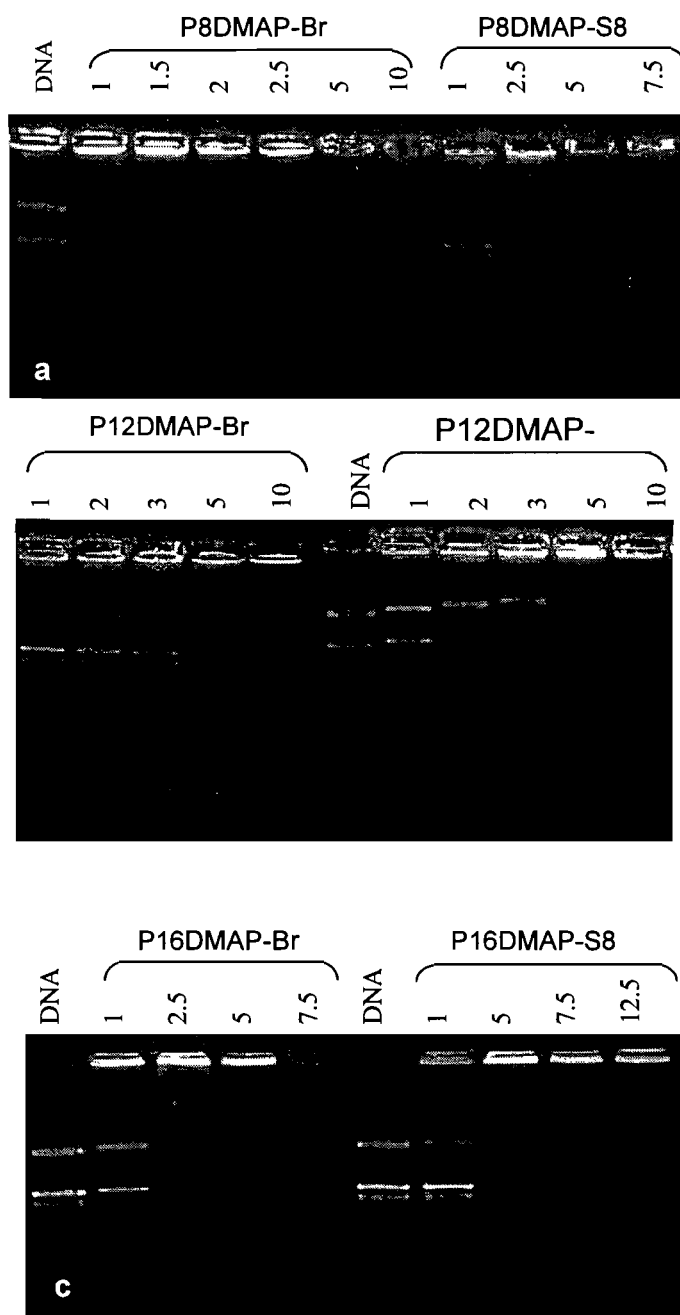 P8DMAP-Br P8DMAP-S8
DNA 1 1.5 2 2.5 5 10 1 2.5 5 7.5
a
P12DMAP-Br P12DMAP-
1 2 3 5 10 DNA 1 2 3 5 10
P16DMAP-Br P16DMAP-S8
DNA 1 2.5 5 7.5 DNA 1 5 7.5 12.5
c